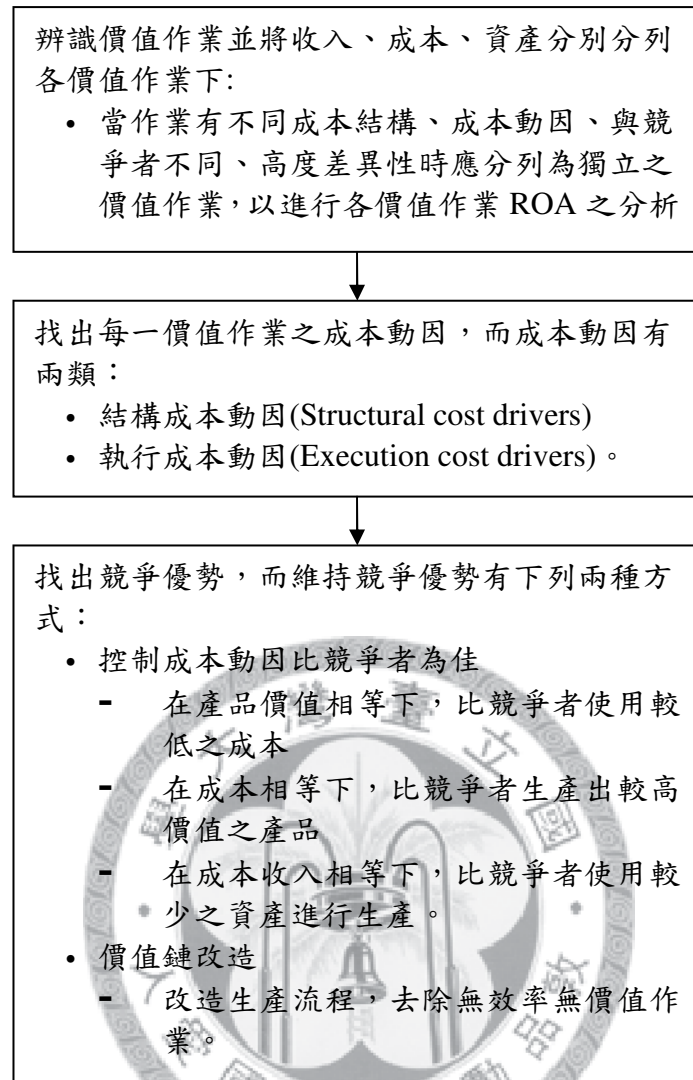 辨識價值作業並將收入、成本、資產分別分列
各價值作業下:
• 當作業有不同成本結構、成本動因、與競
爭者不同、高度差異性時應分列為獨立之
價值作業，以進行各價值作業 ROA 之分析
找出每一價值作業之成本動因，而成本動因有
兩類：
• 結構成本動因(Structural cost drivers)
• 執行成本動因(Execution cost drivers)。
找出競爭優勢，而維持競爭優勢有下列兩種方
式：
• 控制成本動因比競爭者為佳
- 在產品價值相等下，比競爭者使用較
低之成本
- 在成本相等下，比競爭者生產出較高
價值之產品
- 在成本收入相等下，比競爭者使用較
少之資產進行生產。
• 價值鏈改造
- 改造生產流程，去除無效率無價值作
業。